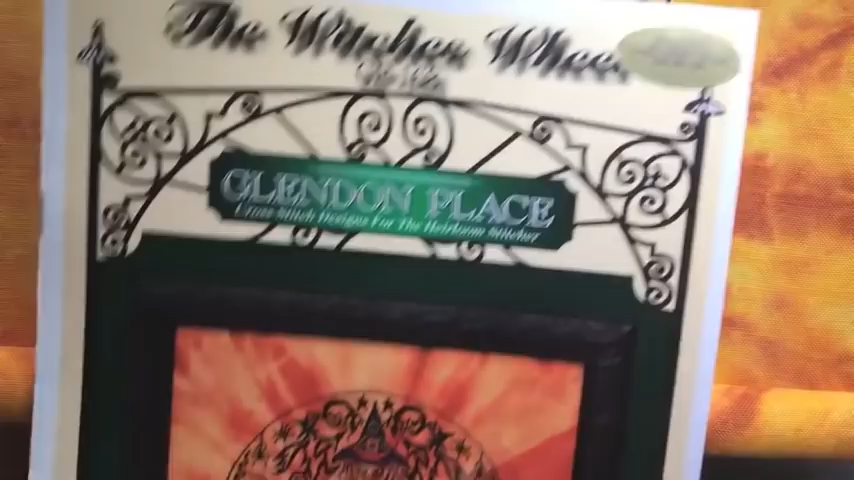 The Witches Wheel
GLENDON PLACE
Cross Stitch Designs For The Heirloom Stitcher